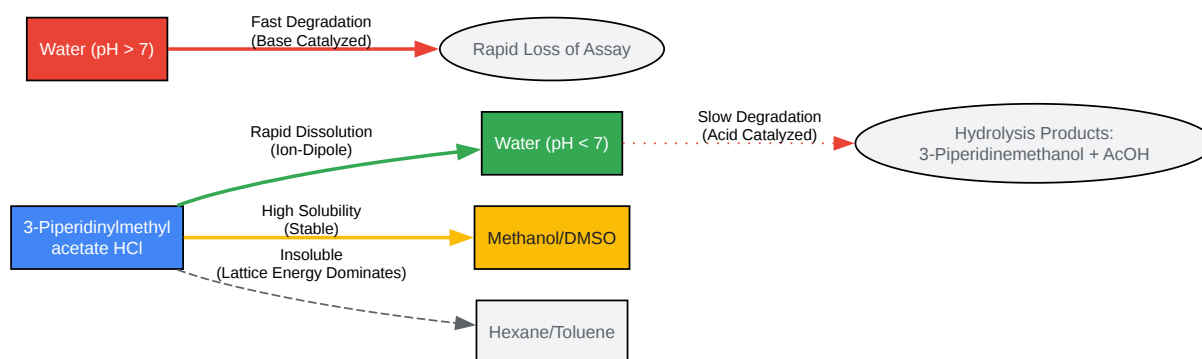 Water (pH > 7)
Fast Degradation
(Base Catalyzed)
Rapid Loss of Assay
Rapid Dissolution
(Ion-Dipole)
Water (pH < 7)
Slow Degradation
(Acid Catalyzed)
Hydrolysis Products:
3-Piperidinemethanol + AcOH
3-Piperidinylmethyl
acetate HCl
High Solubility
(Stable)
Methanol/DMSO
Insoluble
(Lattice Energy Dominates)
Hexane/Toluene